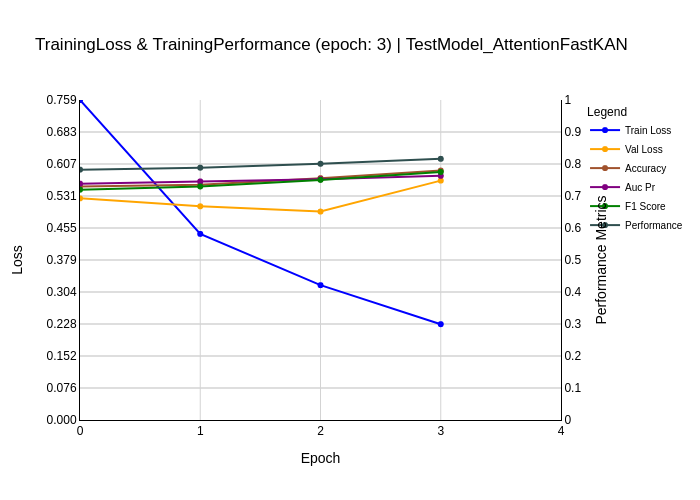 TrainingLoss & TrainingPerformance (epoch: 3) | TestModel_AttentionFastKAN
Legend
Train Loss
Val Loss
Accuracy
Auc Pr
F1 Score
Performance
Loss
0.759
0.683
0.607
0.531
0.455
0.379
0.304
0.228
0.152
0.076
0.000
1
0.9
0.8
0.7
0.6
0.5
0.4
0.3
0.2
0.1
0
Performance Metrics
0 1 2 3 4
Epoch